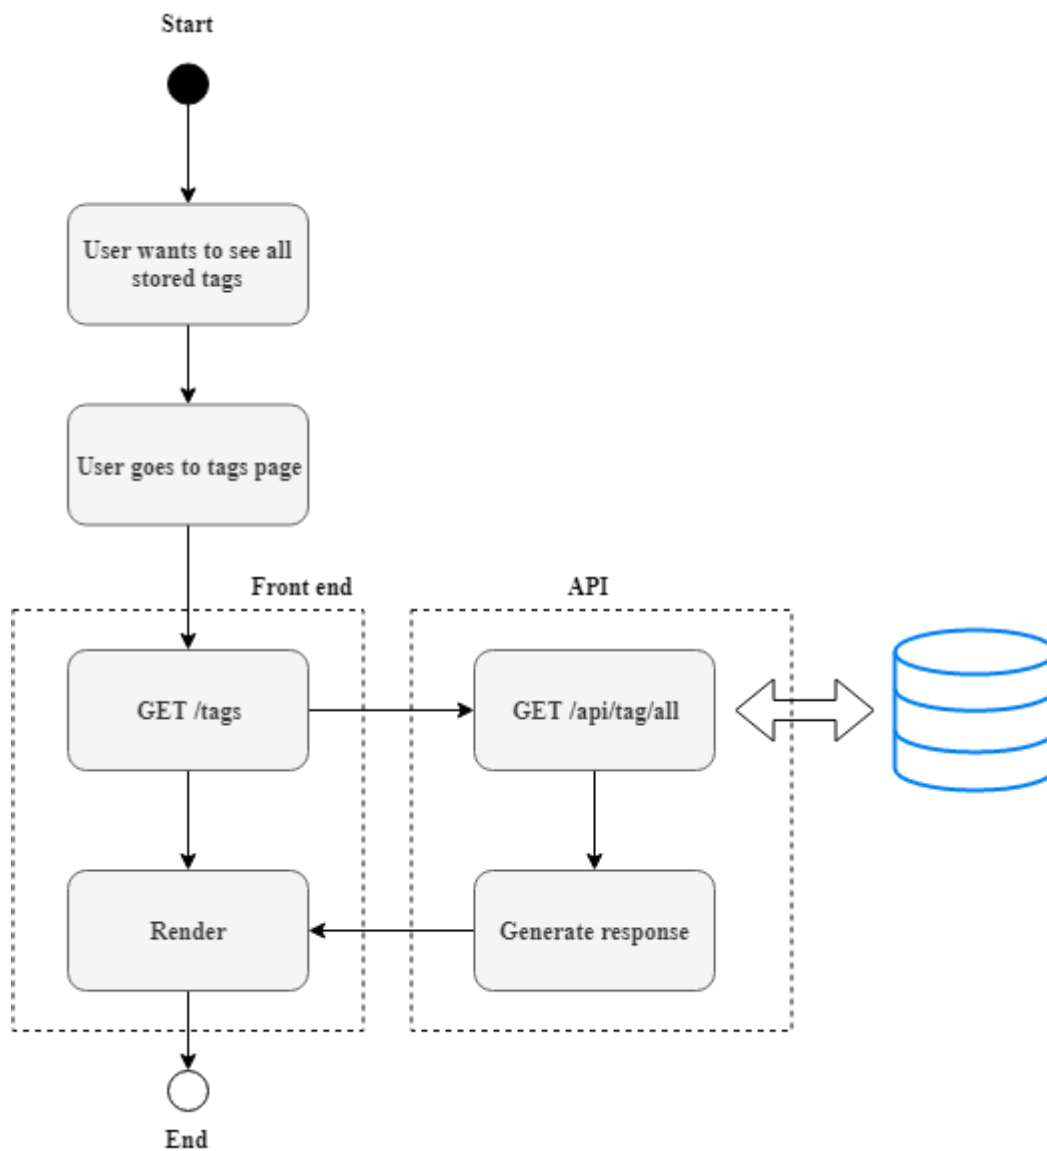 Start
User wants to see all
stored tags
User goes to tags page
Front end
API
GET /tags
GET /api/tag/all
Render
Generate response
End